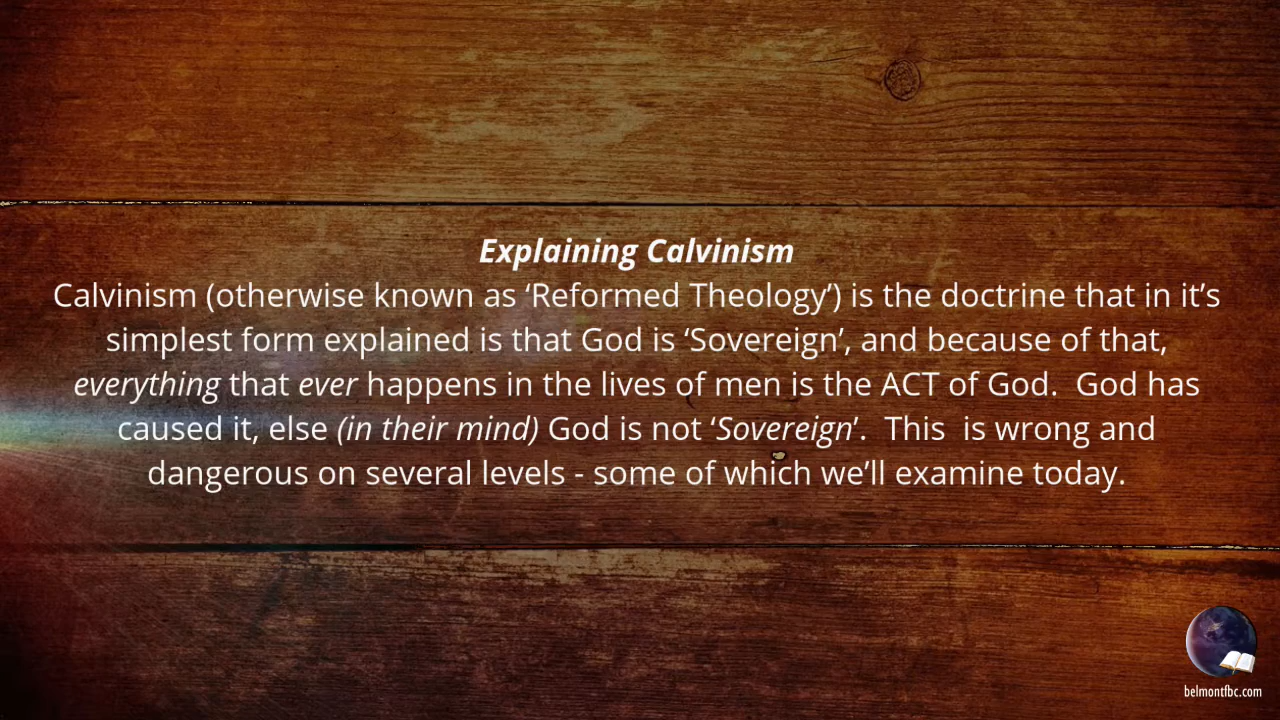 Explaining Calvinism
Calvinism (otherwise known as ‘Reformed Theology’) is the doctrine that in it’s
simplest form explained is that God is ‘Sovereign’, and because of that,
everything that ever happens in the lives of men is the ACT of God.  God has
caused it, else (in their mind) God is not ‘Sovereign’.  This  is wrong and
dangerous on several levels - some of which we’ll examine today.
belmontfbc.com